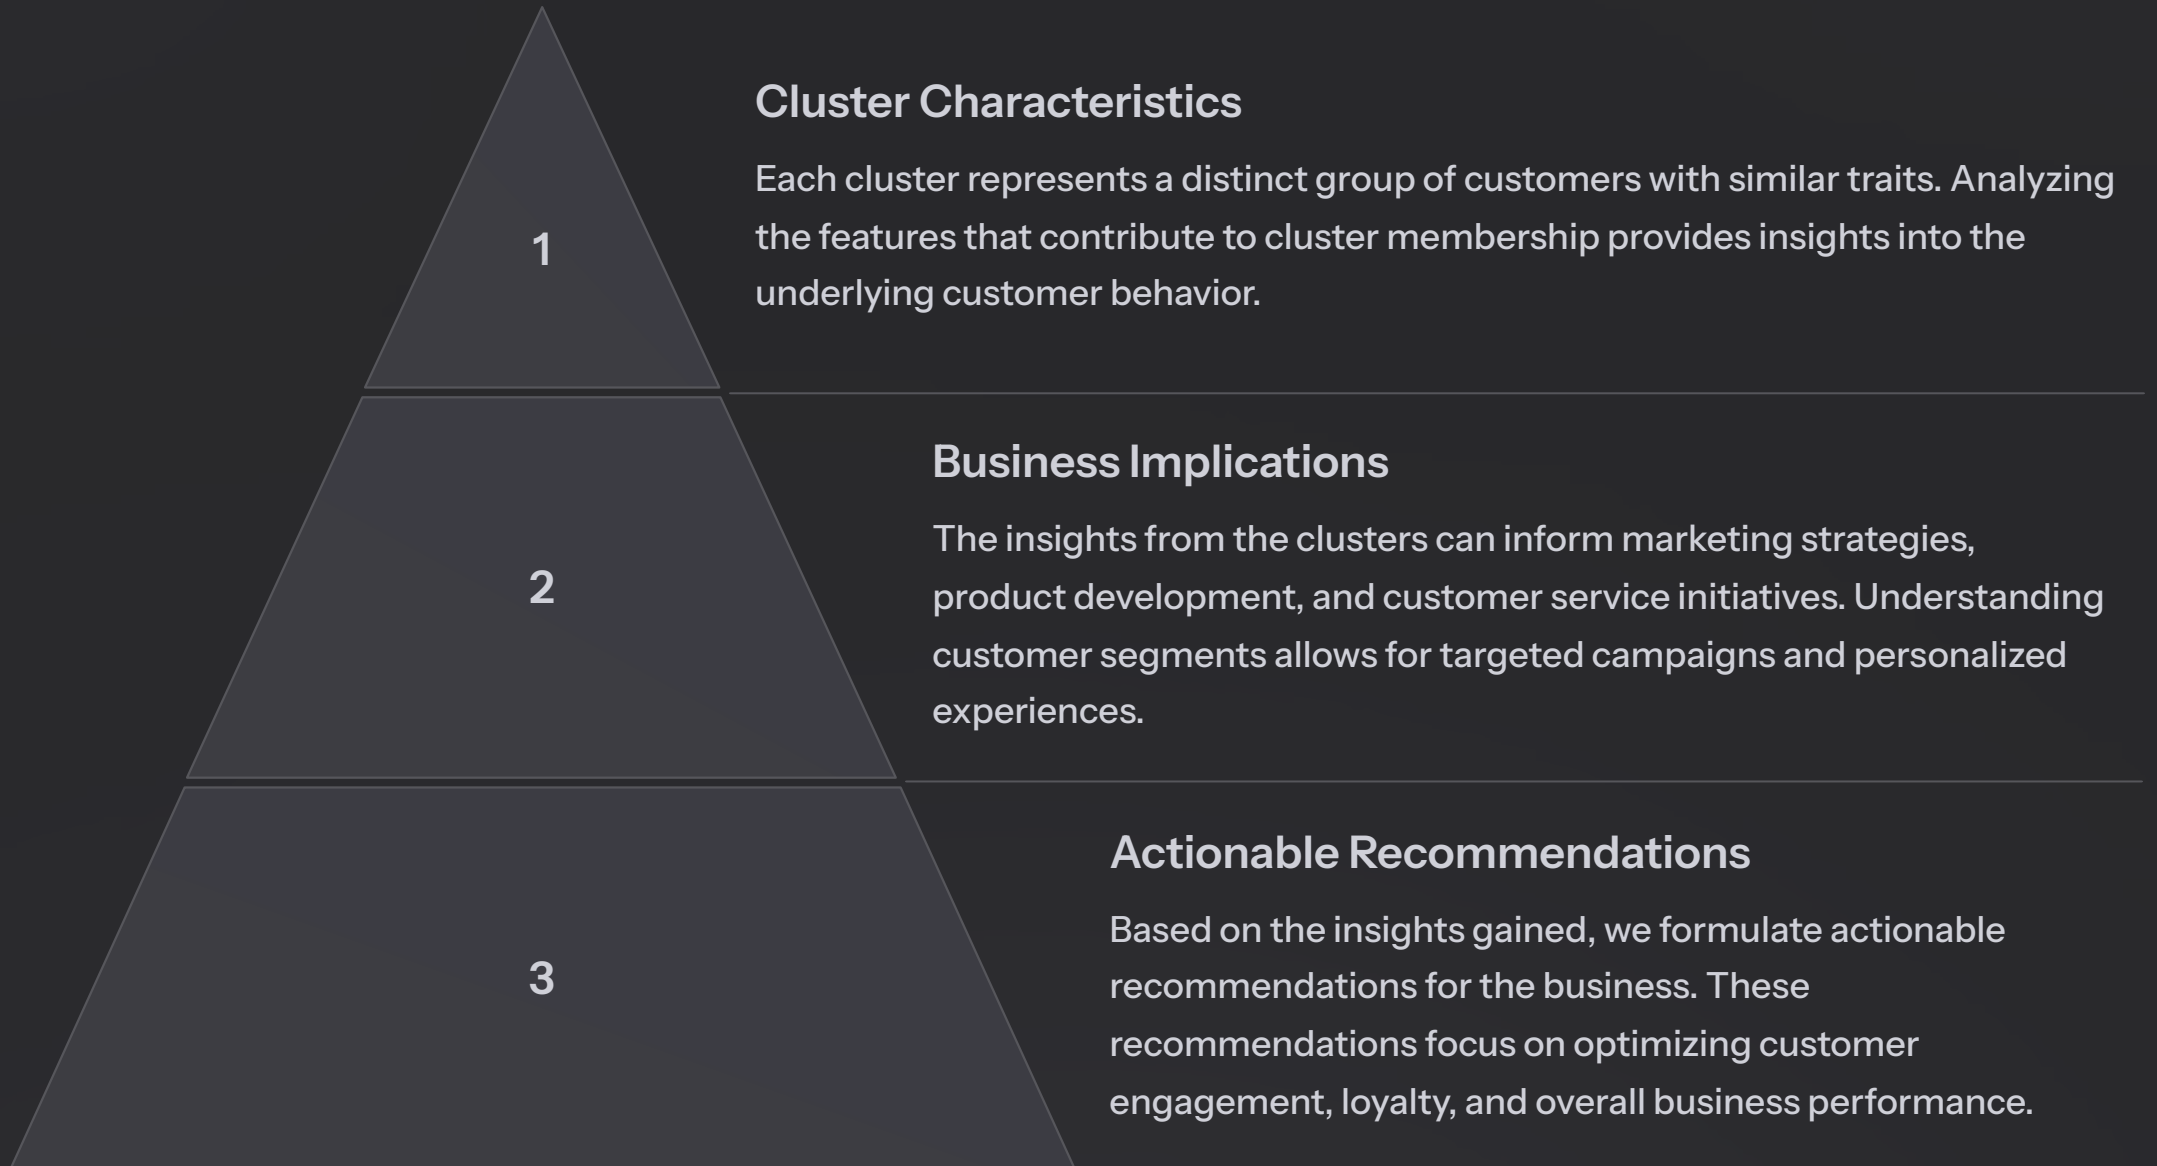 1
Cluster Characteristics
Each cluster represents a distinct group of customers with similar traits. Analyzing
the features that contribute to cluster membership provides insights into the
underlying customer behavior.
2
Business Implications
The insights from the clusters can inform marketing strategies,
product development, and customer service initiatives. Understanding
customer segments allows for targeted campaigns and personalized
experiences.
3
Actionable Recommendations
Based on the insights gained, we formulate actionable
recommendations for the business. These
recommendations focus on optimizing customer
engagement, loyalty, and overall business performance.